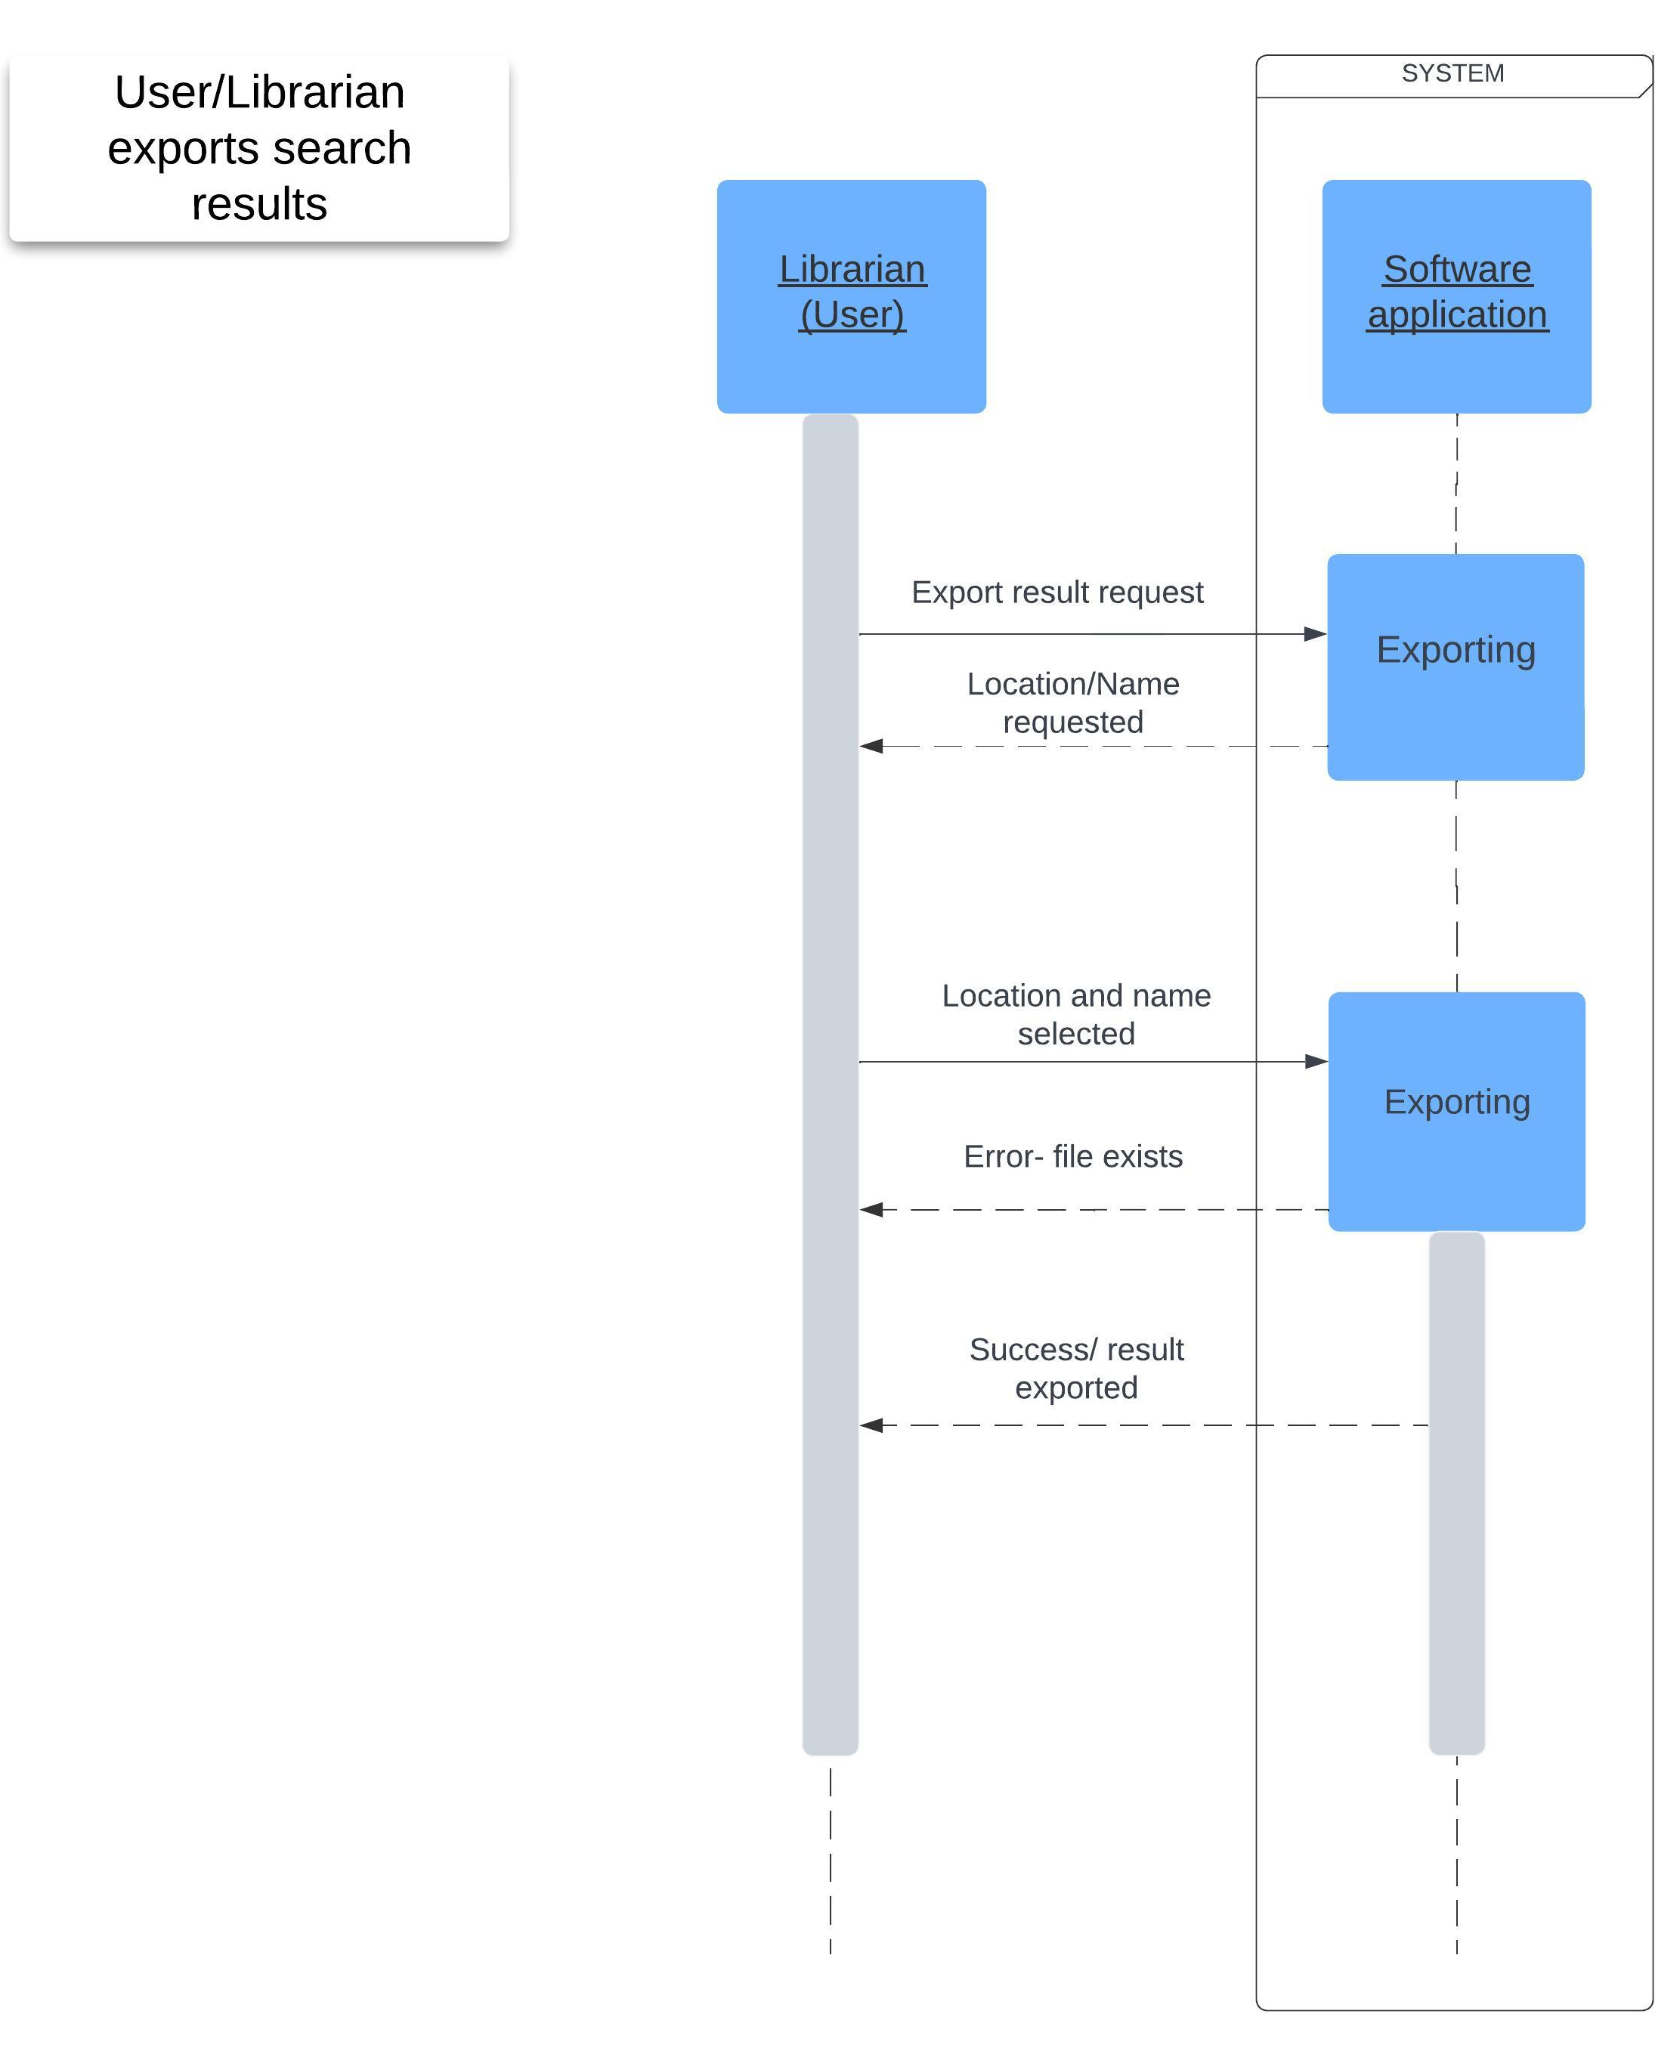 User/Librarian
exports search
results
SYSTEM
Librarian
(User)
Software
application
Export result request
Exporting
Location/Name
requested
Location and name
selected
Exporting
Error- file exists
Success/ result
exported